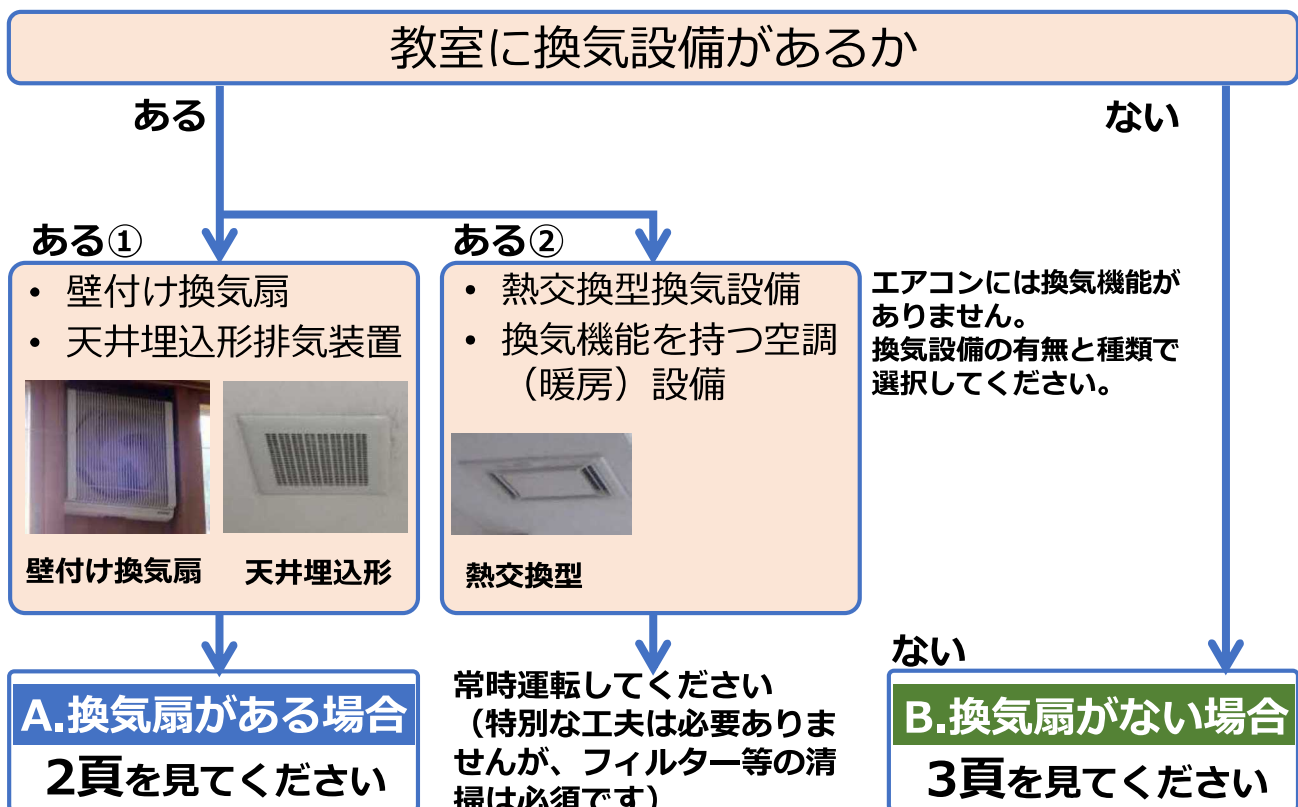 教室に換気設備があるか
ある
ない
ある①
• 壁付け換気扇
• 天井埋込形排気装置
壁付け換気扇
天井埋込形
ある②
• 熱交換型換気設備
• 換気機能を持つ空調
（暖房）設備
熱交換型
エアコンには換気機能が
ありません。
換気設備の有無と種類で
選択してください。
A.換気扇がある場合
2頁を見てください
常時運転してください
（特別な工夫は必要ありま
せんが、フィルター等の清
掃は必須です）
ない
B.換気扇がない場合
3頁を見てください